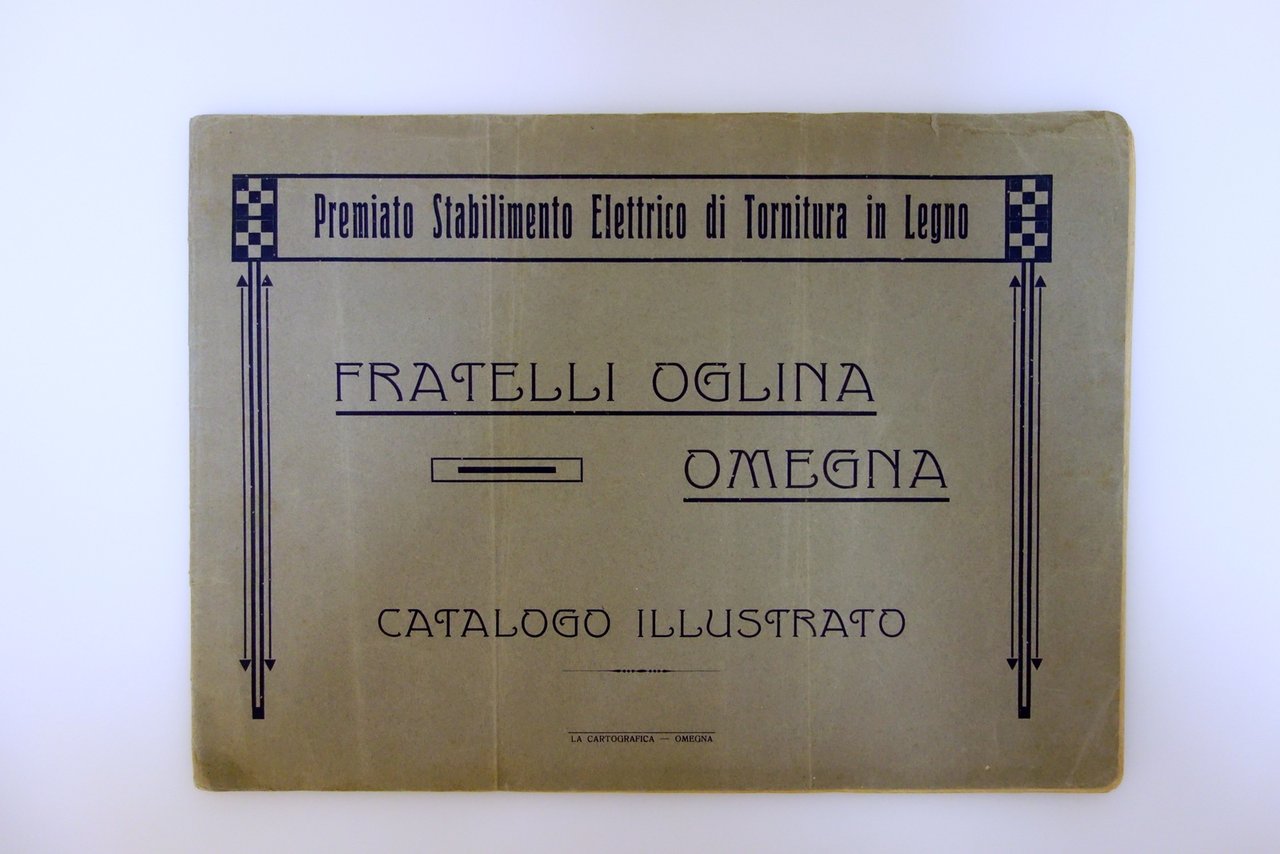 Premiato Stabilimento Elettrico di Tornitura in Legno
FRATELLI OGLINA
OMEGNA
CATALOGO ILLUSTRATO
LA CARTOGRAFICA — OMEGNA